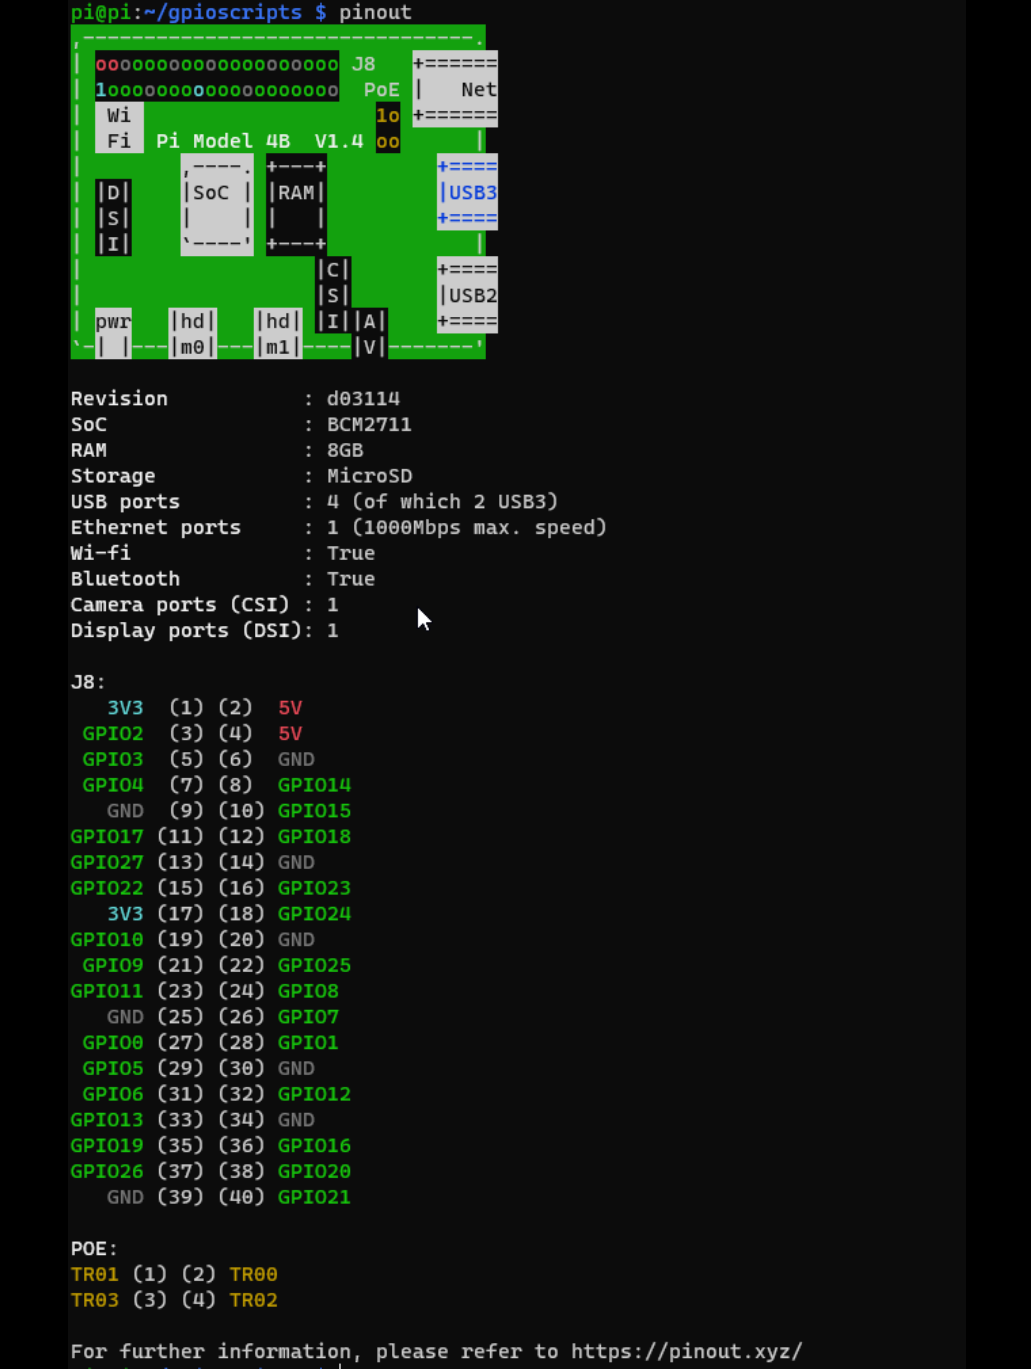 pi@pi:~/gpioscripts $ pinout
,--------------------------------.
| oooooooooooooooooooo J8   +======
| 1ooooooooooooooooooo  PoE |   Net
|  Wi                    1o +======
|  Fi  Pi Model 4B  V1.4 oo      |
|        ,----. +---+         +====
| |D|    |SoC | |RAM|         |USB3
| |S|    |    | |   |         +====
| |I|    `----' +---+            |
|                   |C|       +====
|                   |S|       |USB2
| pwr   |hd|   |hd| |I||A|    +====
`-| |---|m0|---|m1|----|V|-------'
Revision           : d03114
SoC                : BCM2711
RAM                : 8GB
Storage            : MicroSD
USB ports          : 4 (of which 2 USB3)
Ethernet ports     : 1 (1000Mbps max. speed)
Wi-fi              : True
Bluetooth          : True
Camera ports (CSI) : 1
Display ports (DSI): 1
J8:
   3V3  (1) (2)  5V
 GPIO2  (3) (4)  5V
 GPIO3  (5) (6)  GND
 GPIO4  (7) (8)  GPIO14
   GND  (9) (10) GPIO15
GPIO17 (11) (12) GPIO18
GPIO27 (13) (14) GND
GPIO22 (15) (16) GPIO23
   3V3 (17) (18) GPIO24
GPIO10 (19) (20) GND
 GPIO9 (21) (22) GPIO25
GPIO11 (23) (24) GPIO8
   GND (25) (26) GPIO7
 GPIO0 (27) (28) GPIO1
 GPIO5 (29) (30) GND
 GPIO6 (31) (32) GPIO12
GPIO13 (33) (34) GND
GPIO19 (35) (36) GPIO16
GPIO26 (37) (38) GPIO20
   GND (39) (40) GPIO21
POE:
TR01 (1) (2) TR00
TR03 (3) (4) TR02
For further information, please refer to https://pinout.xyz/